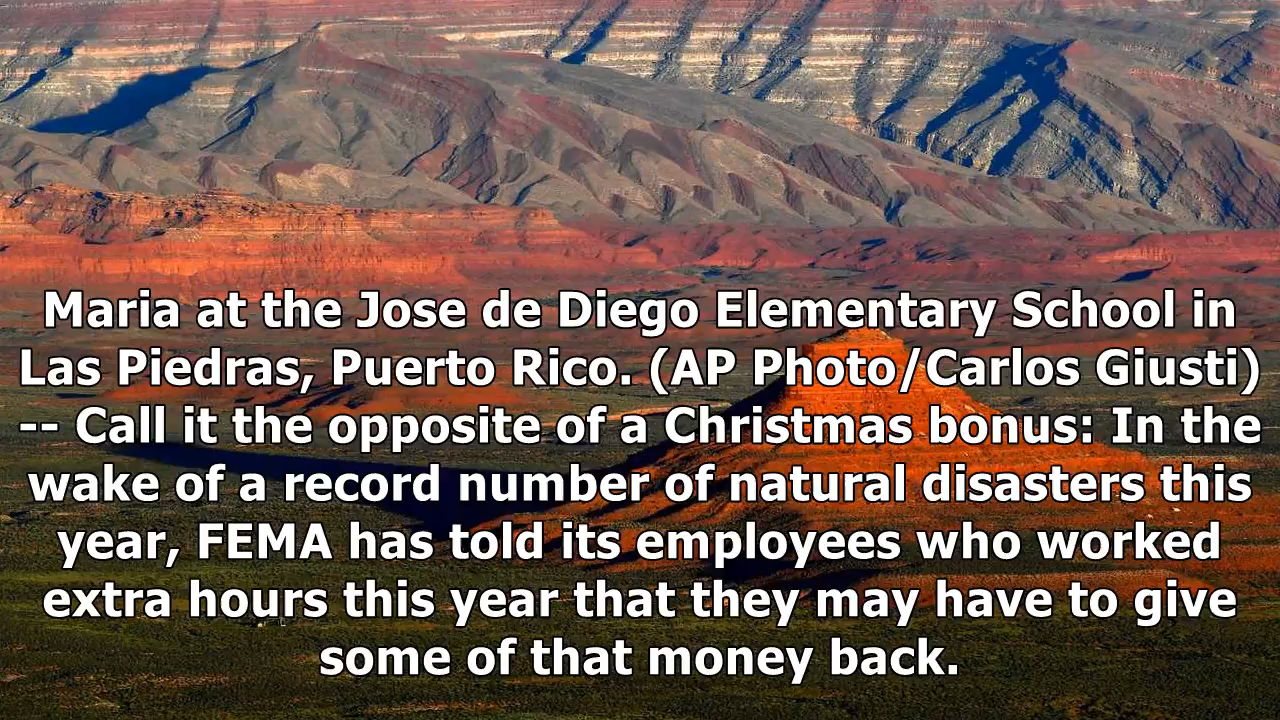 Maria at the Jose de Diego Elementary School in
Las Piedras, Puerto Rico. (AP Photo/Carlos Giusti)
-- Call it the opposite of a Christmas bonus: In the
wake of a record number of natural disasters this
year, FEMA has told its employees who worked
extra hours this year that they may have to give
some of that money back.